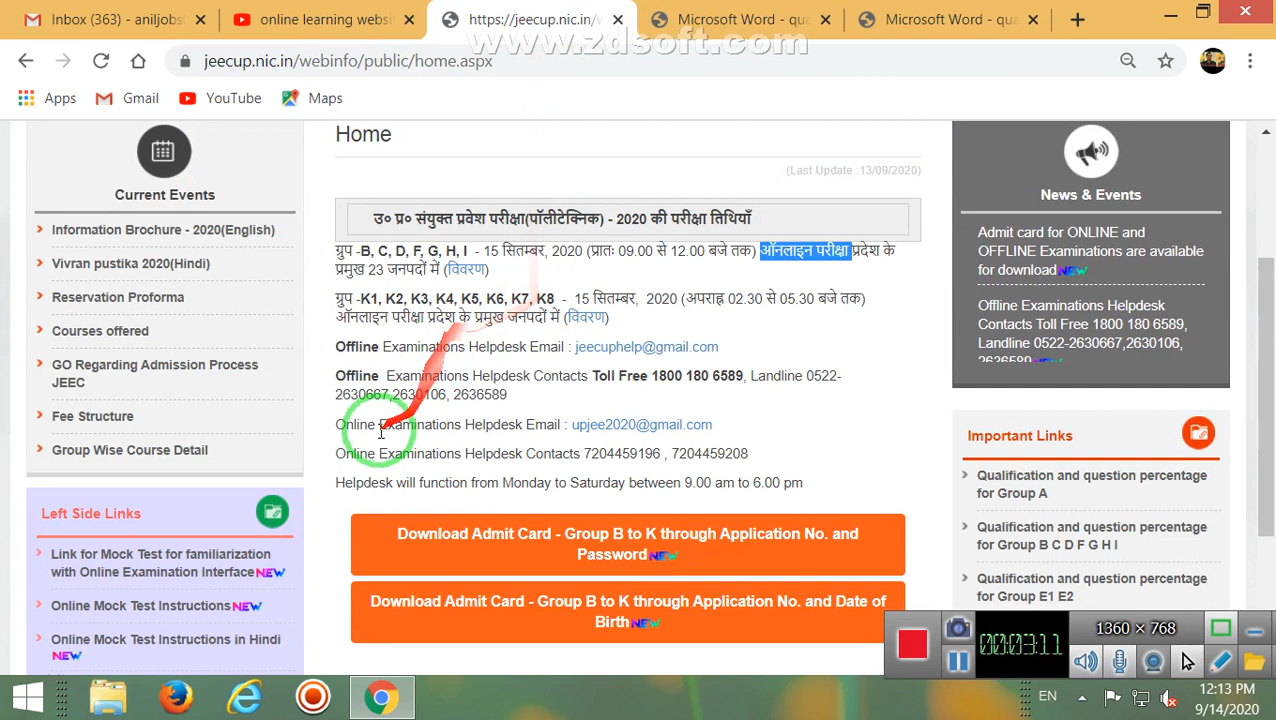 Inbox (363) - aniljobs
online learning websi
https://jeecup.nic.in/w
Microsoft Word - qua
Microsoft Word - qua
www.zdsoft.com
jeecup.nic.in/webinfo/public/home.aspx
Apps
Gmail
YouTube
Maps
Current Events
Information Brochure - 2020(English)
Vivran pustika 2020(Hindi)
Reservation Proforma
Courses offered
GO Regarding Admission Process
JEEC
Fee Structure
Group Wise Course Detail
Left Side Links
Link for Mock Test for familiarization
with Online Examination Interface NEW
Online Mock Test Instructions NEW
Online Mock Test Instructions in Hindi
NEW
Home
(Last Update :13/09/2020)
उ० प्र० संयुक्त प्रवेश परीक्षा(पॉलीटेक्निक) - 2020 की परीक्षा तिथियाँ
ग्रुप -B, C, D, F, G, H, I - 15 सितम्बर, 2020 (प्रातः 09.00 से 12.00 बजे तक) ऑनलाइन परीक्षा प्रदेश के
प्रमुख 23 जनपदों में (विवरण)
ग्रुप -K1, K2, K3, K4, K5, K6, K7, K8 - 15 सितम्बर, 2020 (अपराह्न 02.30 से 05.30 बजे तक)
ऑनलाइन परीक्षा प्रदेश के प्रमुख जनपदों में (विवरण)
Offline Examinations Helpdesk Email : jeecuphelp@gmail.com
Offline Examinations Helpdesk Contacts Toll Free 1800 180 6589, Landline 0522-
2630667,2630106, 2636589
Online Examinations Helpdesk Email : upjee2020@gmail.com
Online Examinations Helpdesk Contacts 7204459196 , 7204459208
Helpdesk will function from Monday to Saturday between 9.00 am to 6.00 pm
Download Admit Card - Group B to K through Application No. and
Password NEW
Download Admit Card - Group B to K through Application No. and Date of
Birth NEW
News & Events
Admit card for ONLINE and
OFFLINE Examinations are available
for download NEW
Offline Examinations Helpdesk
Contacts Toll Free 1800 180 6589,
Landline 0522-2630667,2630106,
2636589 NEW
Important Links
Qualification and question percentage
for Group A
Qualification and question percentage
for Group B C D F G H I
Qualification and question percentage
for Group E1 E2
00:03:11
1360 × 768
EN
12:13 PM
9/14/2020